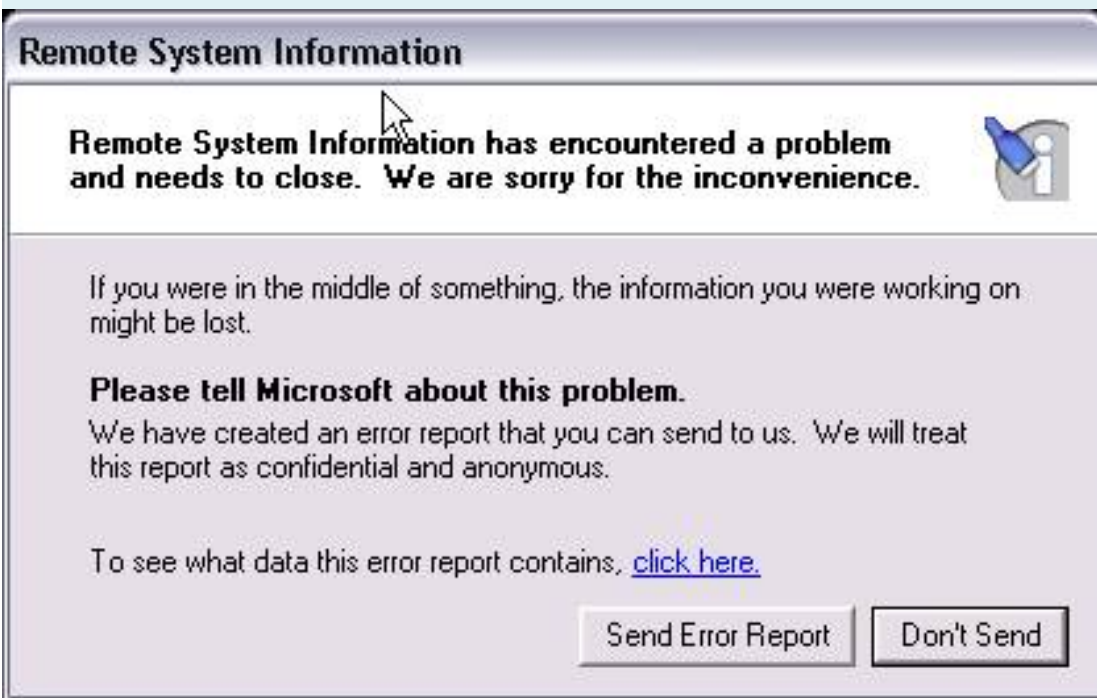 Remote System Information
Remote System Information has encountered a problem
and needs to close.  We are sorry for the inconvenience.
If you were in the middle of something, the information you were working on
might be lost.
Please tell Microsoft about this problem.
We have created an error report that you can send to us.  We will treat
this report as confidential and anonymous.
To see what data this error report contains, click here.
Send Error Report
Don't Send